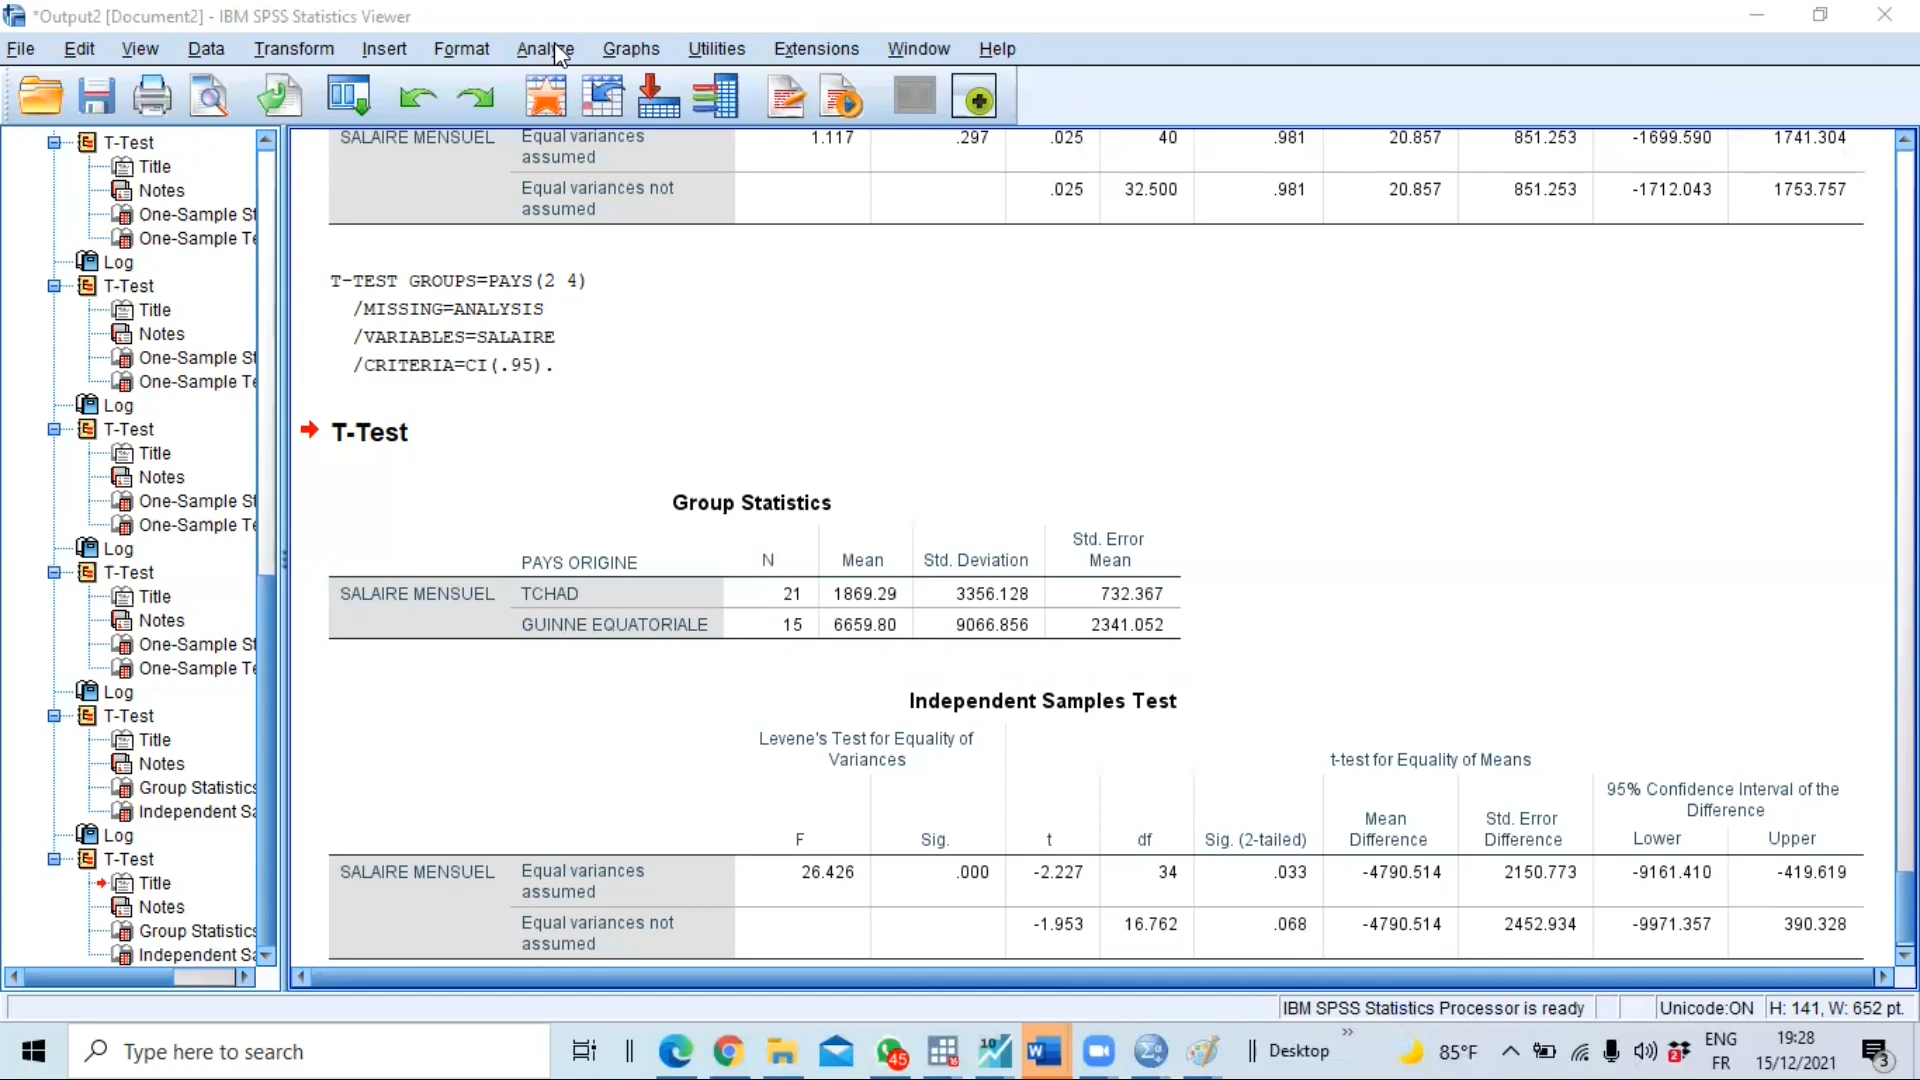 *Output2 [Document2] - IBM SPSS Statistics Viewer
File Edit View Data Transform Insert Format Analyze Graphs Utilities Extensions Window Help
T-Test
Title
Notes
One-Sample St
One-Sample Te
Log
T-Test
Title
Notes
One-Sample St
One-Sample Te
Log
T-Test
Title
Notes
One-Sample St
One-Sample Te
Log
T-Test
Title
Notes
One-Sample St
One-Sample Te
Log
T-Test
Title
Notes
Group Statistics
Independent Sa
Log
T-Test
Title
Notes
Group Statistics
Independent Sa
SALAIRE MENSUEL Equal variances assumed 1.117 .297 .025 40 .981 20.857 851.253 -1699.590 1741.304
Equal variances not assumed .025 32.500 .981 20.857 851.253 -1712.043 1753.757
T-TEST GROUPS=PAYS(2 4)
/MISSING=ANALYSIS
/VARIABLES=SALAIRE
/CRITERIA=CI(.95).
T-Test
Group Statistics
PAYS ORIGINE N Mean Std. Deviation Std. Error Mean
SALAIRE MENSUEL TCHAD 21 1869.29 3356.128 732.367
GUINNE EQUATORIALE 15 6659.80 9066.856 2341.052
Independent Samples Test
Levene's Test for Equality of Variances
t-test for Equality of Means
95% Confidence Interval of the Difference
F Sig. t df Sig. (2-tailed) Mean Difference Std. Error Difference Lower Upper
SALAIRE MENSUEL Equal variances assumed 26.426 .000 -2.227 34 .033 -4790.514 2150.773 -9161.410 -419.619
Equal variances not assumed -1.953 16.762 .068 -4790.514 2452.934 -9971.357 390.328
IBM SPSS Statistics Processor is ready Unicode:ON H: 141, W: 652 pt.
Type here to search
45
16
10
W
Desktop
85°F
2
ENG
FR
19:28
15/12/2021
3